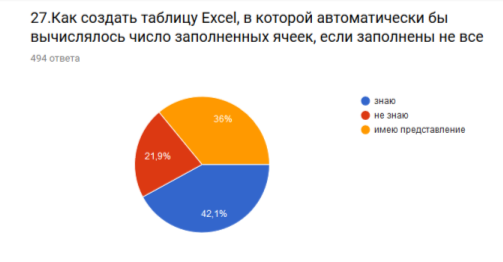 27.Как создать таблицу Excel, в которой автоматически бы
вычислялось число заполненных ячеек, если заполнены не все
494 ответа
36%
21,9%
42,1%
знаю
не знаю
имею представление